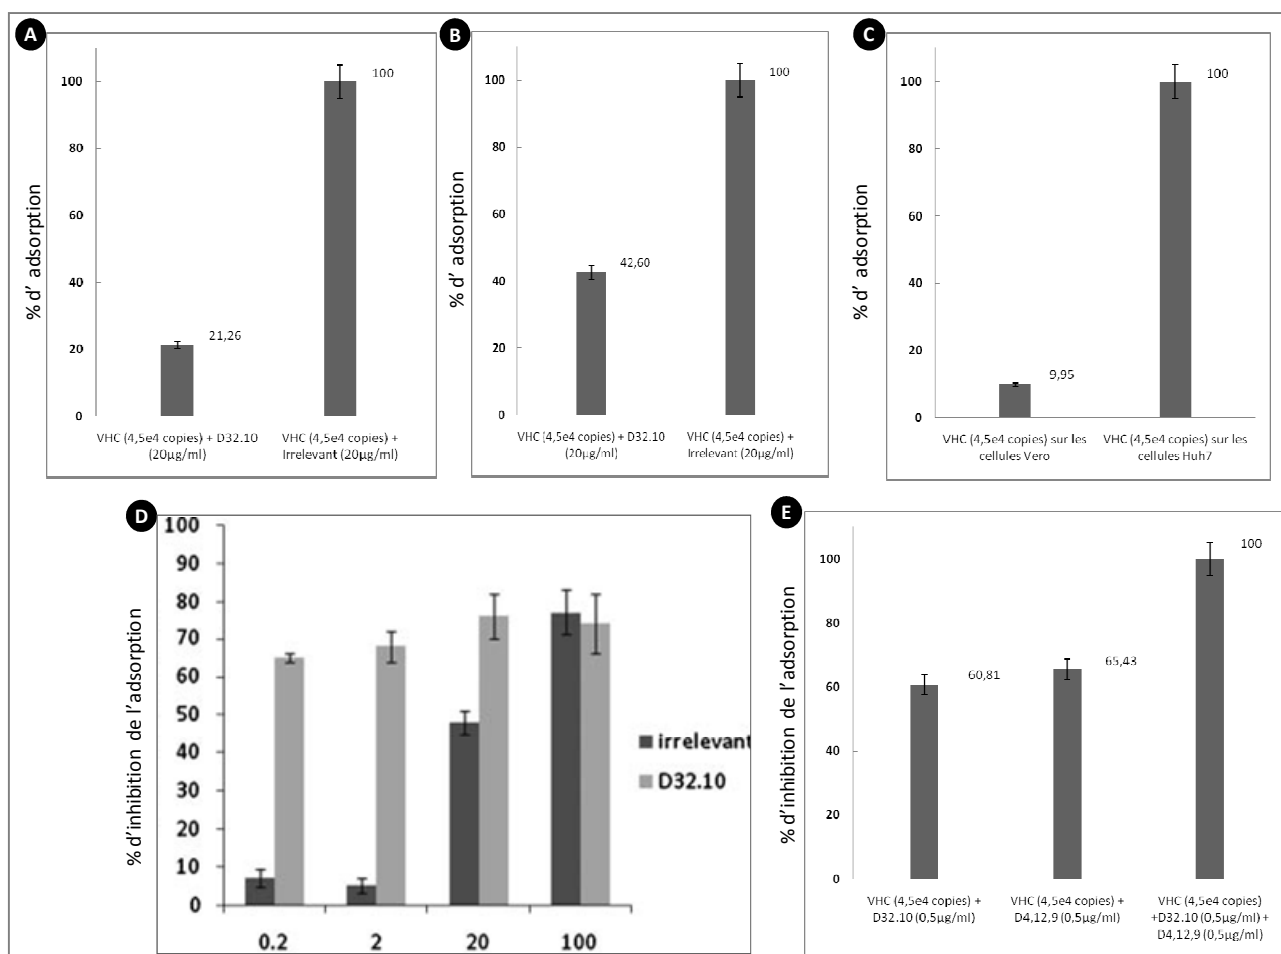 A
% d' adsorption
100
80
60
40
20
0
21,26
100
VHC (4,5e4 copies) + D32.10
(20µg/ml)
VHC (4,5e4 copies) +
Irrelevant (20µg/ml)
B
% d' adsorption
100
80
60
40
20
0
42,60
100
VHC (4,5e4 copies) + D32.10
(20µg/ml)
VHC (4,5e4 copies) +
Irrelevant (20µg/ml)
C
% d' adsorption
100
80
60
40
20
0
9,95
100
VHC (4,5e4 copies) sur les
cellules Vero
VHC (4,5e4 copies) sur les
cellules Huh7
D
% d'inhibition de l'adsorption
100
90
80
70
60
50
40
30
20
10
0
0.2
2
20
100
irrelevant
D32.10
E
% d'inhibition de l'adsorption
100
80
60
40
20
0
60,81
65,43
100
VHC (4,5e4 copies) +
D32.10 (0,5µg/ml)
VHC (4,5e4 copies) +
D4,12,9 (0,5µg/ml)
VHC (4,5e4 copies)
+D32.10 (0,5µg/ml) +
D4,12,9 (0,5µg/ml)